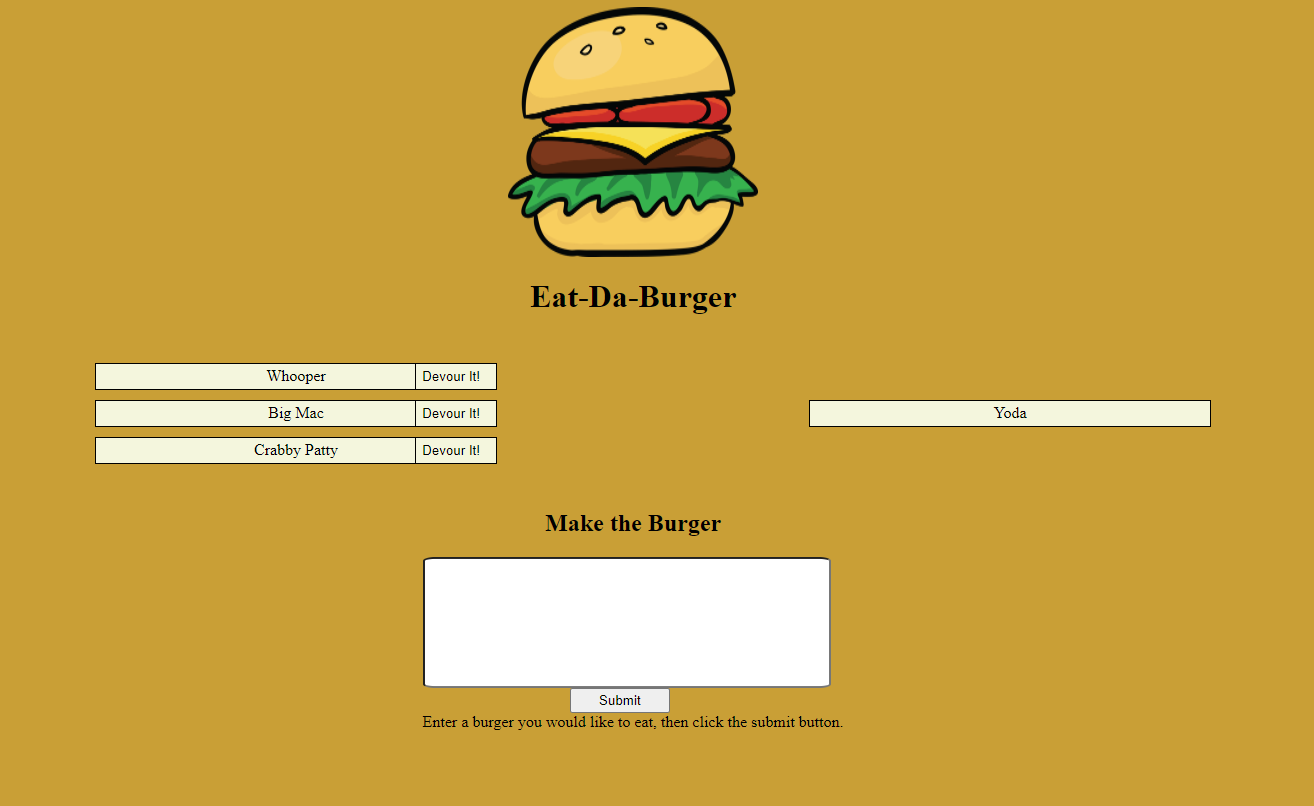 Eat-Da-Burger
Whooper Devour It!
Big Mac Devour It! Yoda
Crabby Patty Devour It!
Make the Burger
Submit
Enter a burger you would like to eat, then click the submit button.